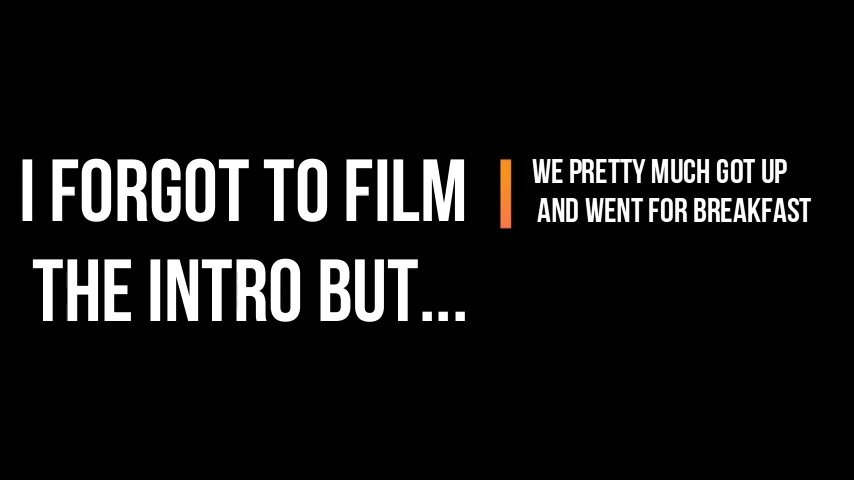 I FORGOT TO FILM
THE INTRO BUT...
WE PRETTY MUCH GOT UP
AND WENT FOR BREAKFAST